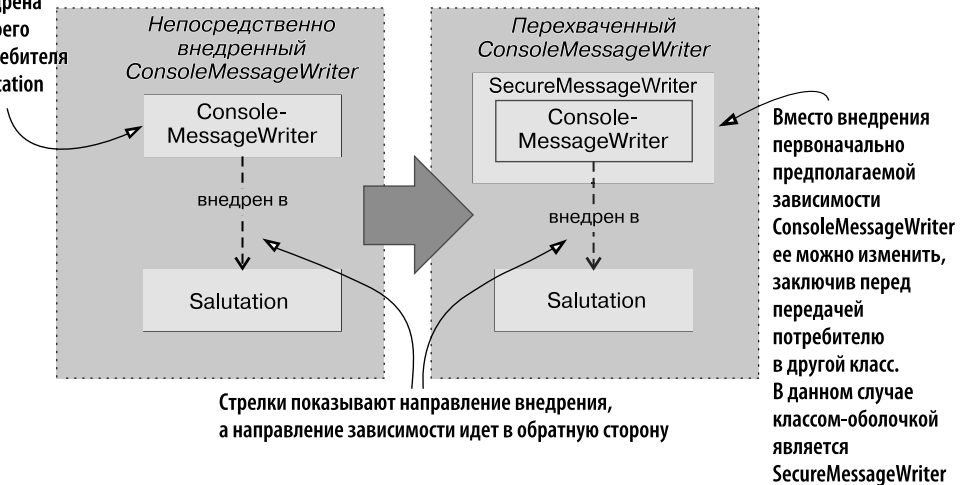 Непосредственно
внедренный
ConsoleMessageWriter
Console-
MessageWriter
внедрен в
Salutation
Перехваченный
ConsoleMessageWriter
SecureMessageWriter
Console-
MessageWriter
внедрен в
Salutation
Вместо внедрения
первоначально
предполагаемой
зависимости
ConsoleMessageWriter
ее можно изменить,
заключив перед
передачей
потребителю
в другой класс.
В данном случае
классом-оболочкой
является
SecureMessageWriter
Стрелки показывают направление внедрения,
а направление зависимости идет в обратную сторону